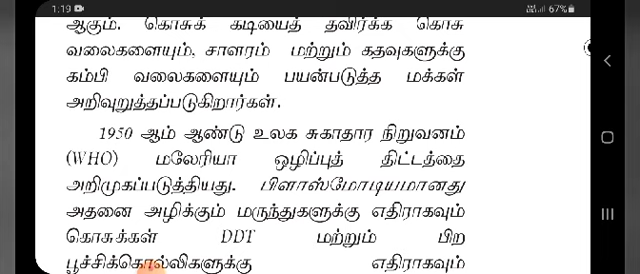 1:19
67%
ஆகும். கொசுக் கடியைத் தவிர்க்க கொசு
வலைகளையும், சாளரம் மற்றும் கதவுகளுக்கு
கம்பி வலைகளையும் பயன்படுத்த மக்கள்
அறிவுறுத்தப்படுகிறார்கள்.
1950 ஆம் ஆண்டு உலக சுகாதார நிறுவனம்
(WHO) மலேரியா ஒழிப்புத் திட்டத்தை
அறிமுகப்படுத்தியது. பிளாஸ்மோடியமானது
அதனை அழிக்கும் மருந்துகளுக்கு எதிராகவும்
கொசுக்கள் DDT மற்றும் பிற
பூச்சிக்கொல்லிகளுக்கு எதிராகவும்